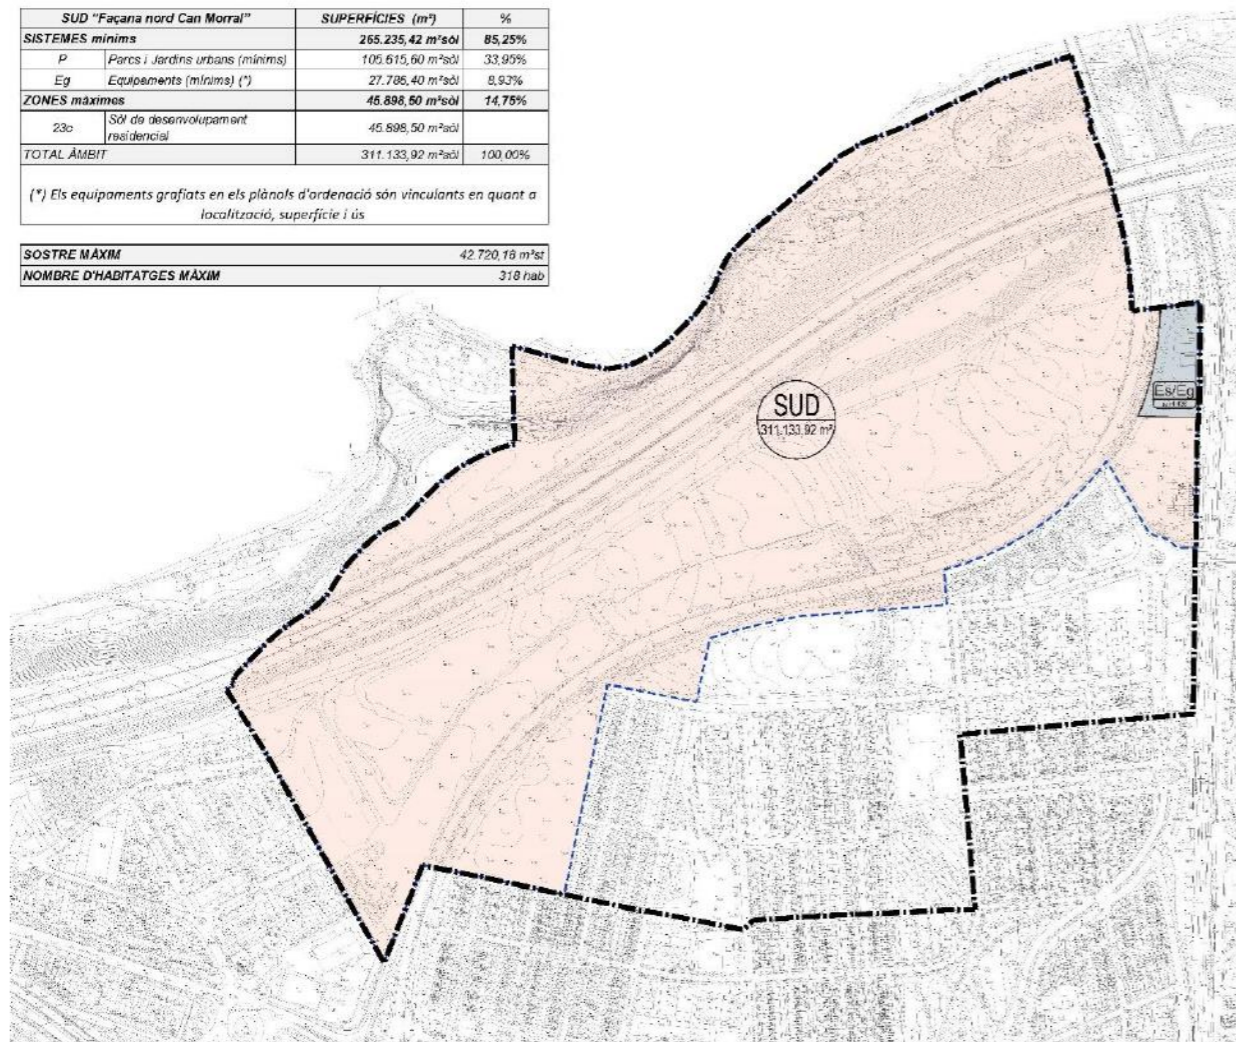 SUD "Façana nord Can Morral" SUPERFÍCIES (m²) %
SISTEMES mínims 265.235,42 m²sòl 85,25%
P Parcs i Jardins urbans (mínims) 105.615,60 m²sòl 33,95%
Eg Equipaments (mínims) (*) 27.786,40 m²sòl 8,93%
ZONES màximes 45.898,50 m²sòl 14,75%
23c Sòl de desenvolupament
residencial 45.898,50 m²sòl
TOTAL ÀMBIT 311.133,92 m²sòl 100,00%
(*) Els equipaments grafiats en els plànols d'ordenació són vinculants en quant a
localització, superfície i ús
SOSTRE MÀXIM 42.720,16 m²st
NOMBRE D'HABITATGES MÀXIM 318 hab
SUD
311.133,92 m²
Es/Eg